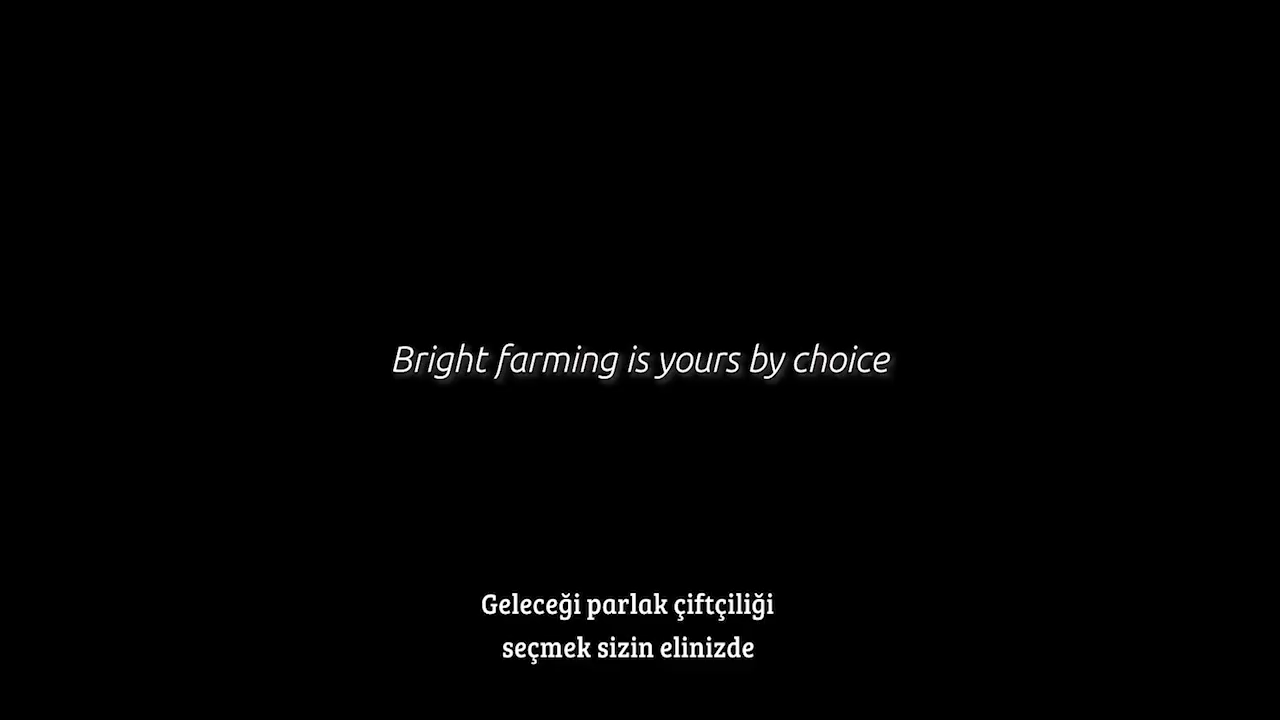 Bright farming is yours by choice
Geleceği parlak çiftçiliği
seçmek sizin elinizde